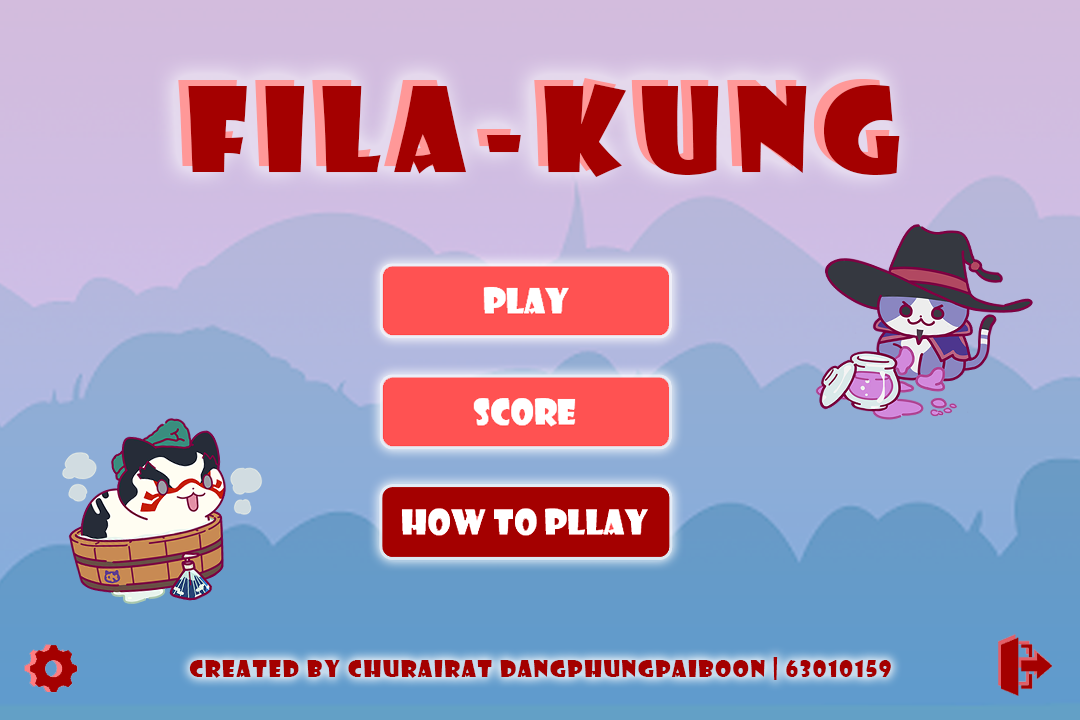 FILA-KUNG
PLAY
SCORE
HOW TO PLLAY
CREATED BY CHURAIRAT DANGPHUNGPAIBOON | 63010159